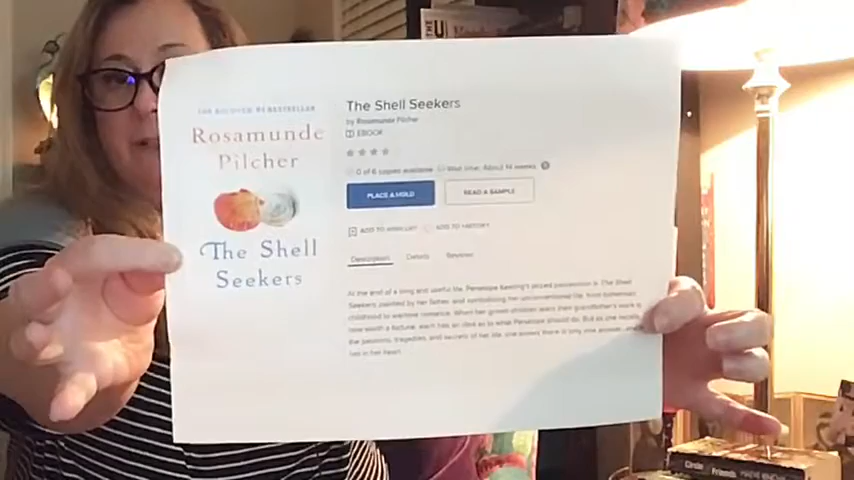 THE BELOVED #1 BESTSELLER
Rosamunde
Pilcher
The Shell
Seekers
The Shell Seekers
by Rosamunde Pilcher
EBOOK
0 of 6 copies available Wait time: About 14 weeks
PLACE A HOLD
READ A SAMPLE
ADD TO WISH LIST
ADD TO HISTORY
Description
Details
Reviews
At the end of a long and useful life, Penelope Keeling's prized possession is The Shell
Seekers painted by her father and symbolizing her unconventional life, from bohemian
childhood to wartime romance. When her grown children learn their grandfather's work is
now worth a fortune, each has an idea as to what Penelope should do. But as she recalls
the passions, tragedies, and secrets of her life, she knows there is only one answer...and it
lies in her heart.
Circle
Friends